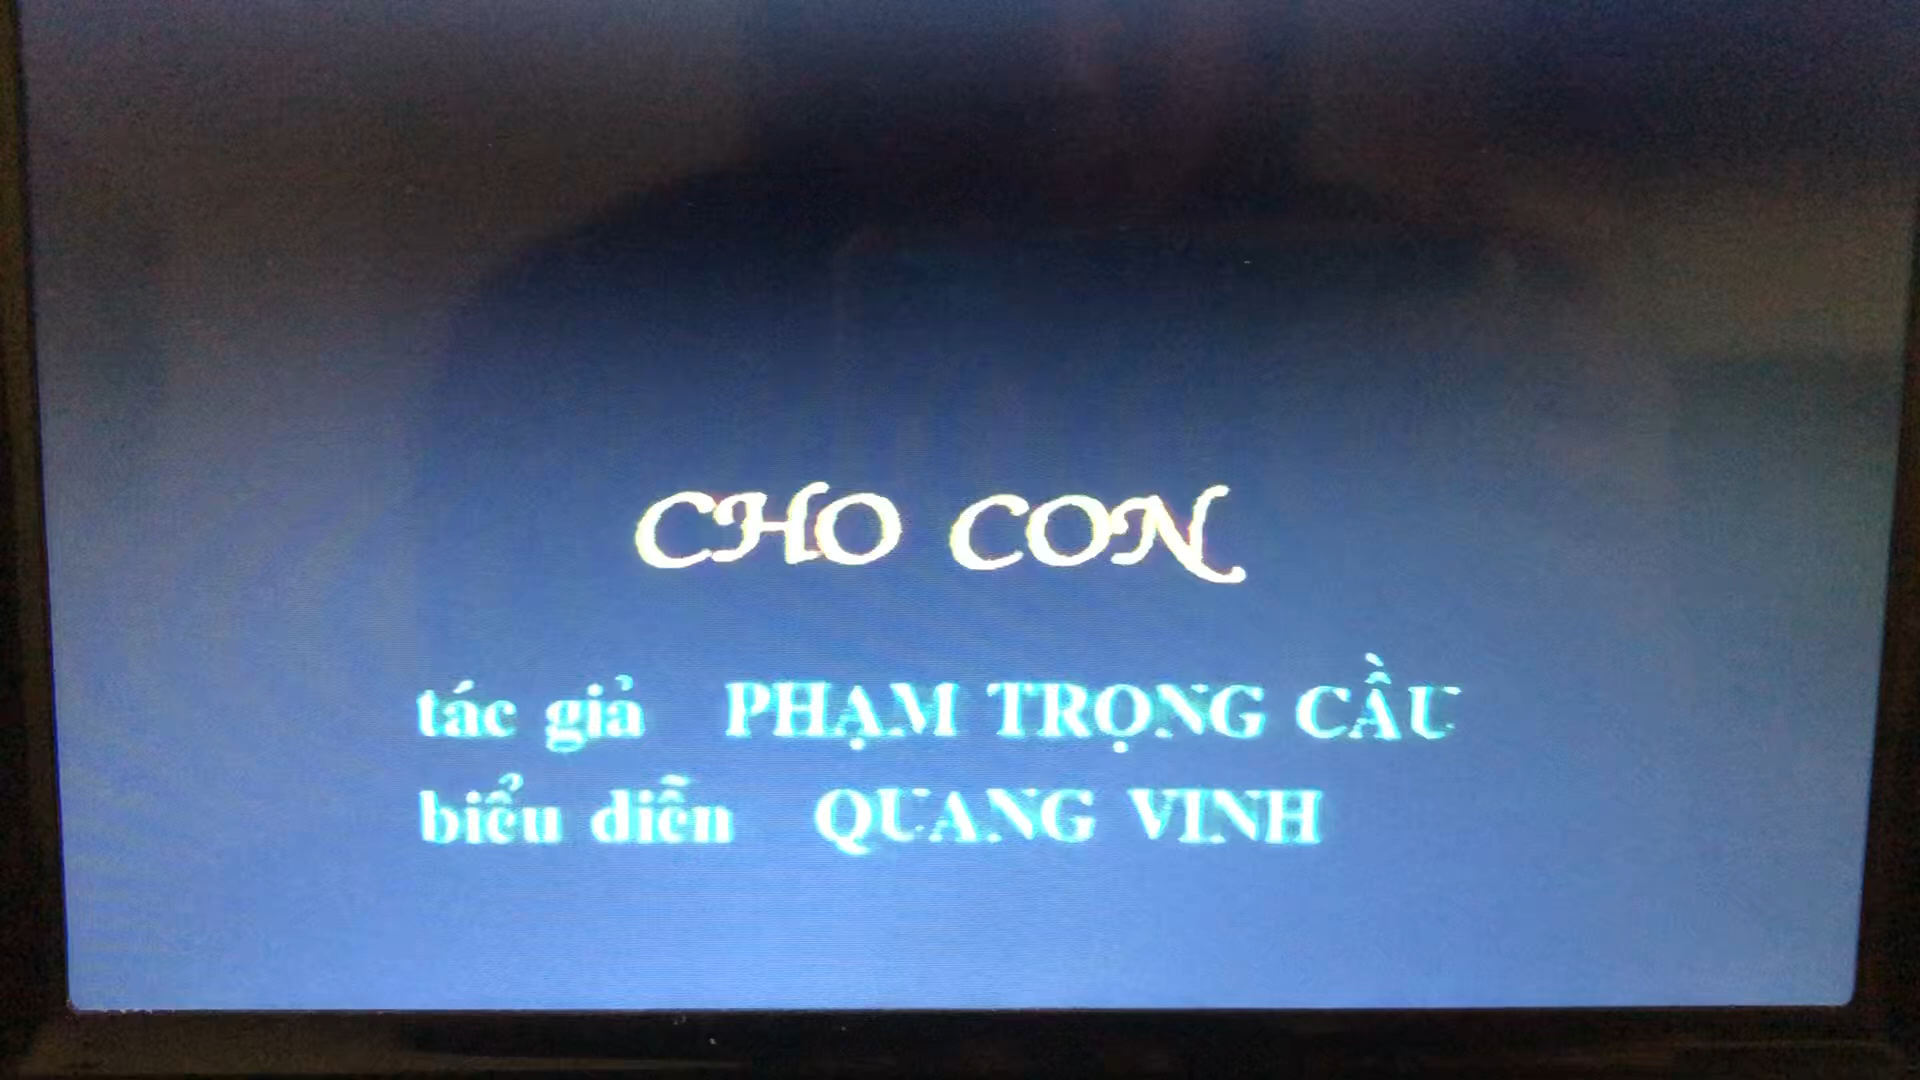 CHO CON
tác giả PHẠM TRỌNG CẦU
biểu diễn QUANG VINH